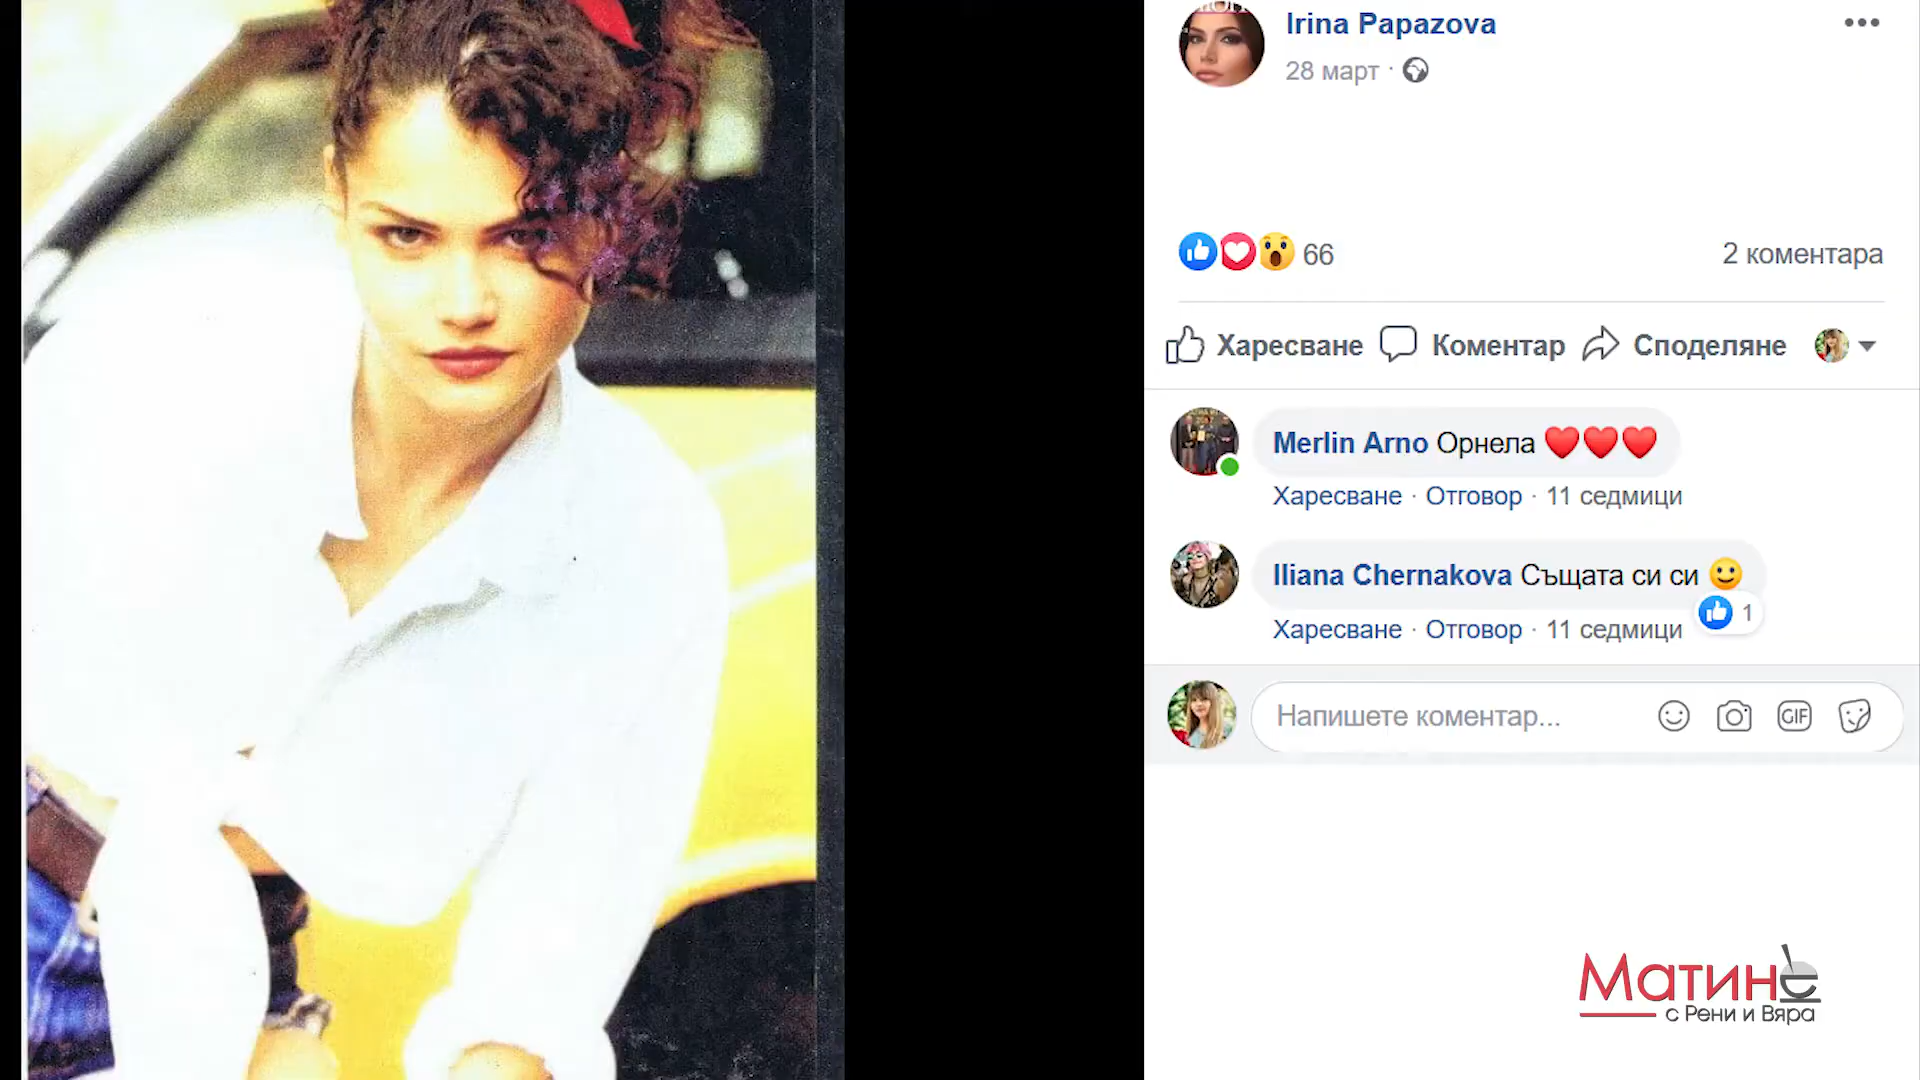 Irina Papazova
28 март ·
66
2 коментара
Харесване Коментар Споделяне
Merlin Arno Орнела ❤️❤️❤️
Харесване · Отговор · 11 седмици
Iliana Chernakova Същата си си 🙂
1
Харесване · Отговор · 11 седмици
Напишете коментар...
GIF
Матине
с Рени и Вяра